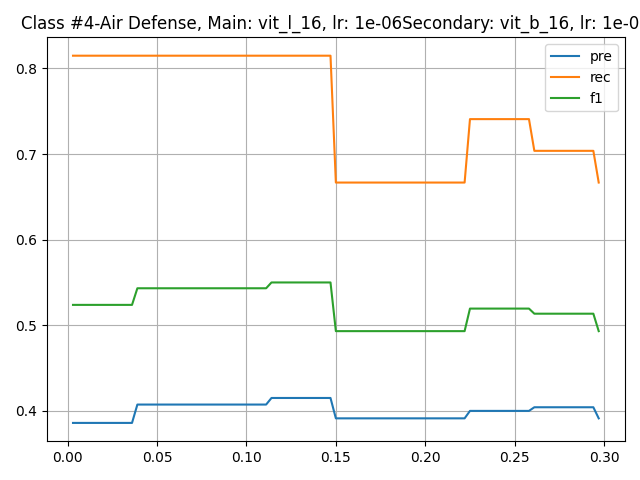 Class #4-Air Defense, Main: vit_l_16, lr: 1e-06Secondary: vit_b_16, lr: 1e-0
pre
rec
f1
0.8
0.7
0.6
0.5
0.4
0.00 0.05 0.10 0.15 0.20 0.25 0.30